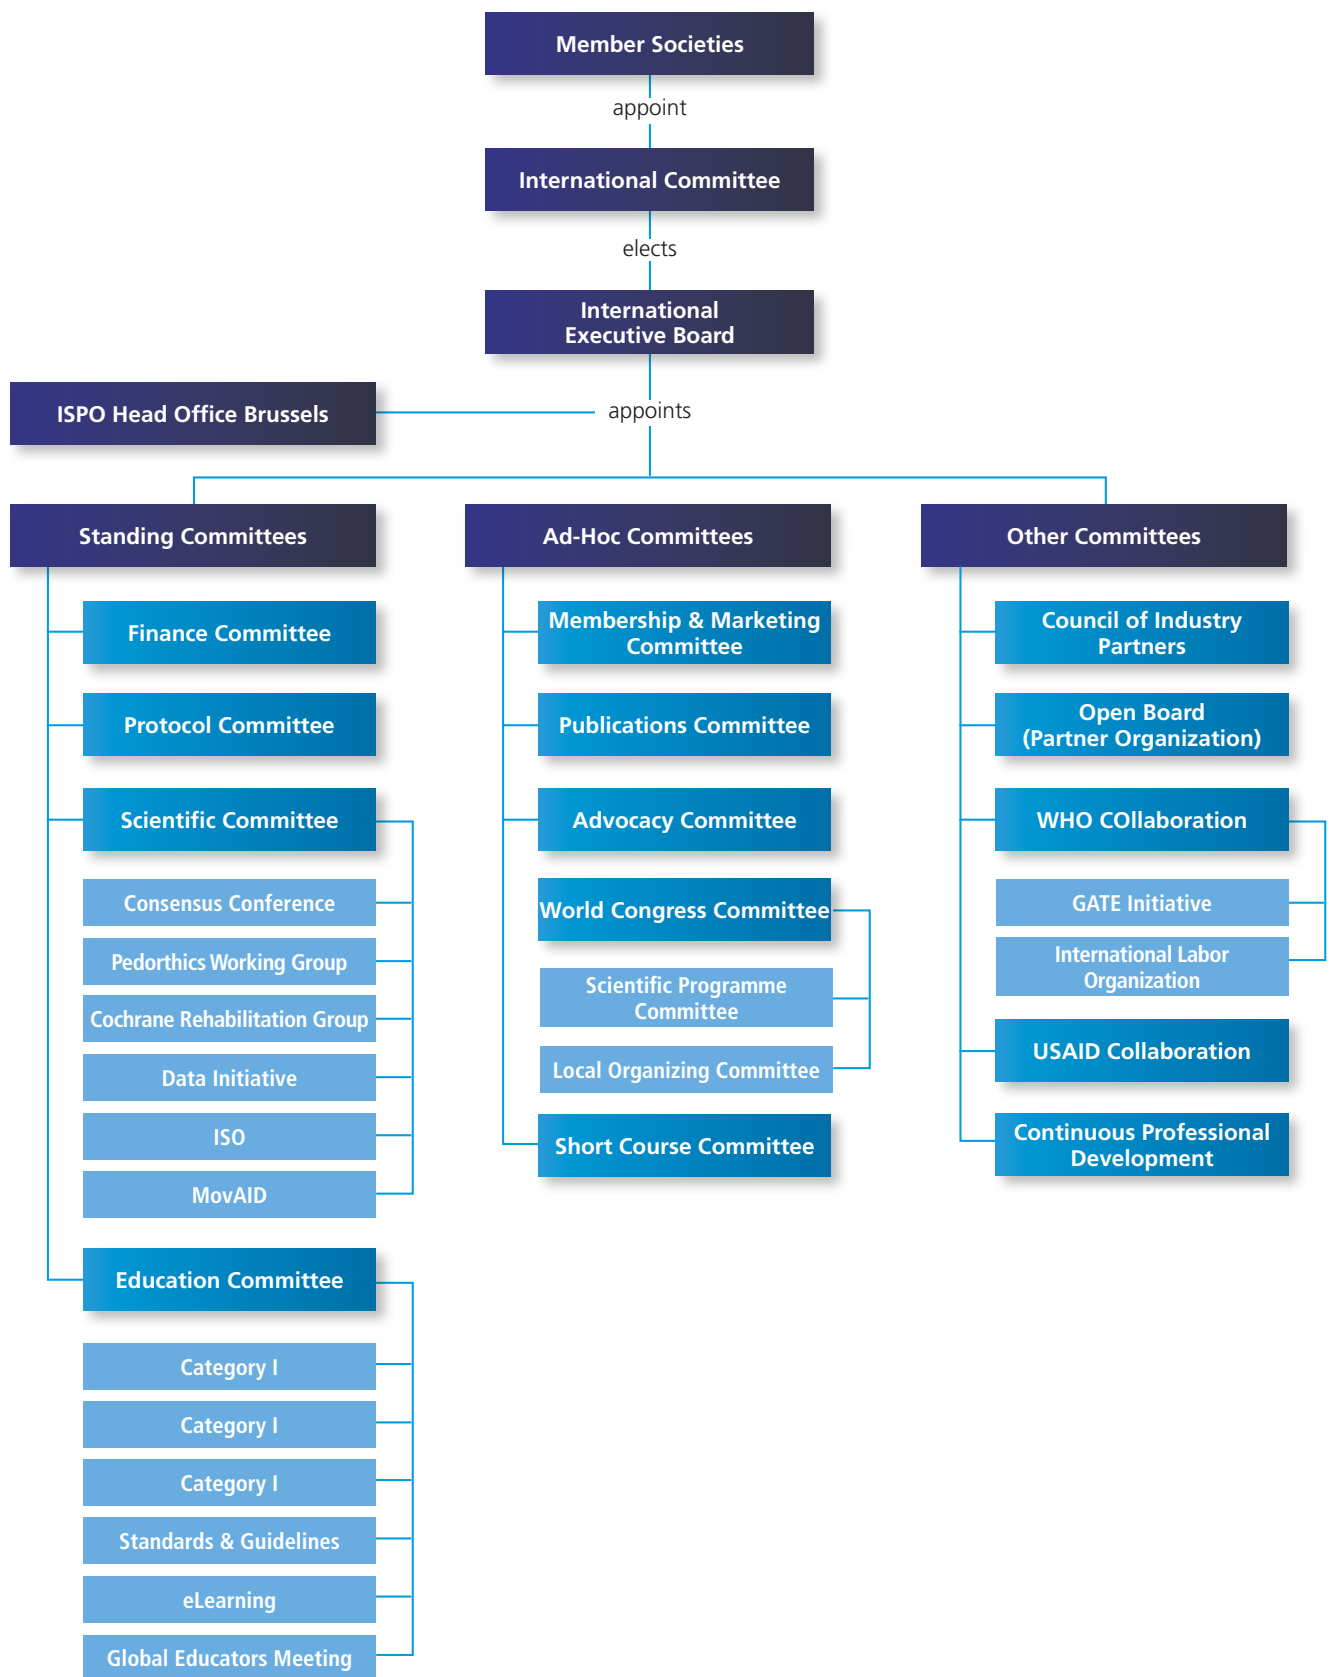 Member Societies
appoint
International Committee
elects
International
Executive Board
ISPO Head Office Brussels
appoints
Standing Committees
Finance Committee
Protocol Committee
Scientific Committee
Consensus Conference
Pedorthics Working Group
Cochrane Rehabilitation Group
Data Initiative
ISO
MovAID
Education Committee
Category I
Category I
Category I
Standards & Guidelines
eLearning
Global Educators Meeting
Ad-Hoc Committees
Membership & Marketing
Committee
Publications Committee
Advocacy Committee
World Congress Committee
Scientific Programme
Committee
Local Organizing Committee
Short Course Committee
Other Committees
Council of Industry
Partners
Open Board
(Partner Organization)
WHO COllaboration
GATE Initiative
International Labor
Organization
USAID Collaboration
Continuous Professional
Development